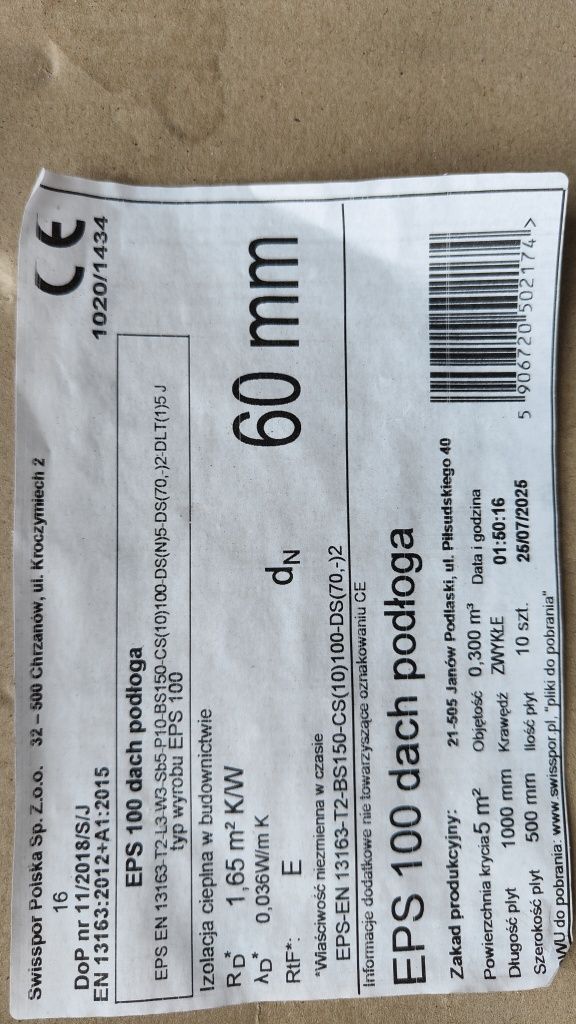 Swisspor Polska Sp. Z.o.o. 32 – 500 Chrzanów, ul. Kroczymiech 2
CE
16
1020/1434
DoP nr 11/2018/S/J
EN 13163:2012+A1:2015
EPS 100 dach podłoga
EPS EN 13163-T2-L3-W3-Sb5-P10-BS150-CS(10)100-DS(N)5-DS(70,-)2-DLT(1)5 J
typ wyrobu EPS 100
Izolacja cieplna w budownictwie
RD* 1,65 m² K/W
λD* 0,036W/m K
dN 60 mm
RtF*: E
*Właściwość niezmienna w czasie
EPS-EN 13163-T2-BS150-CS(10)100-DS(70,-)2
Informacje dodatkowe nie towarzyszące oznakowaniu CE
EPS 100 dach podłoga
Zakad produkcyjny: 21-505 Janów Podlaski, ul. Piłsudskiego 40
Powierzchnia krycia 5 m² Objętość 0,300 m³ Data i godzina
Długość płyt 1000 mm Krawędź ZWYKŁE 01:50:16
Szerokość płyt 500 mm Ilość płyt 10 szt. 25/07/2025
5 906720 502174 >
WU do pobrania: www.swisspor.pl, "pliki do pobrania"